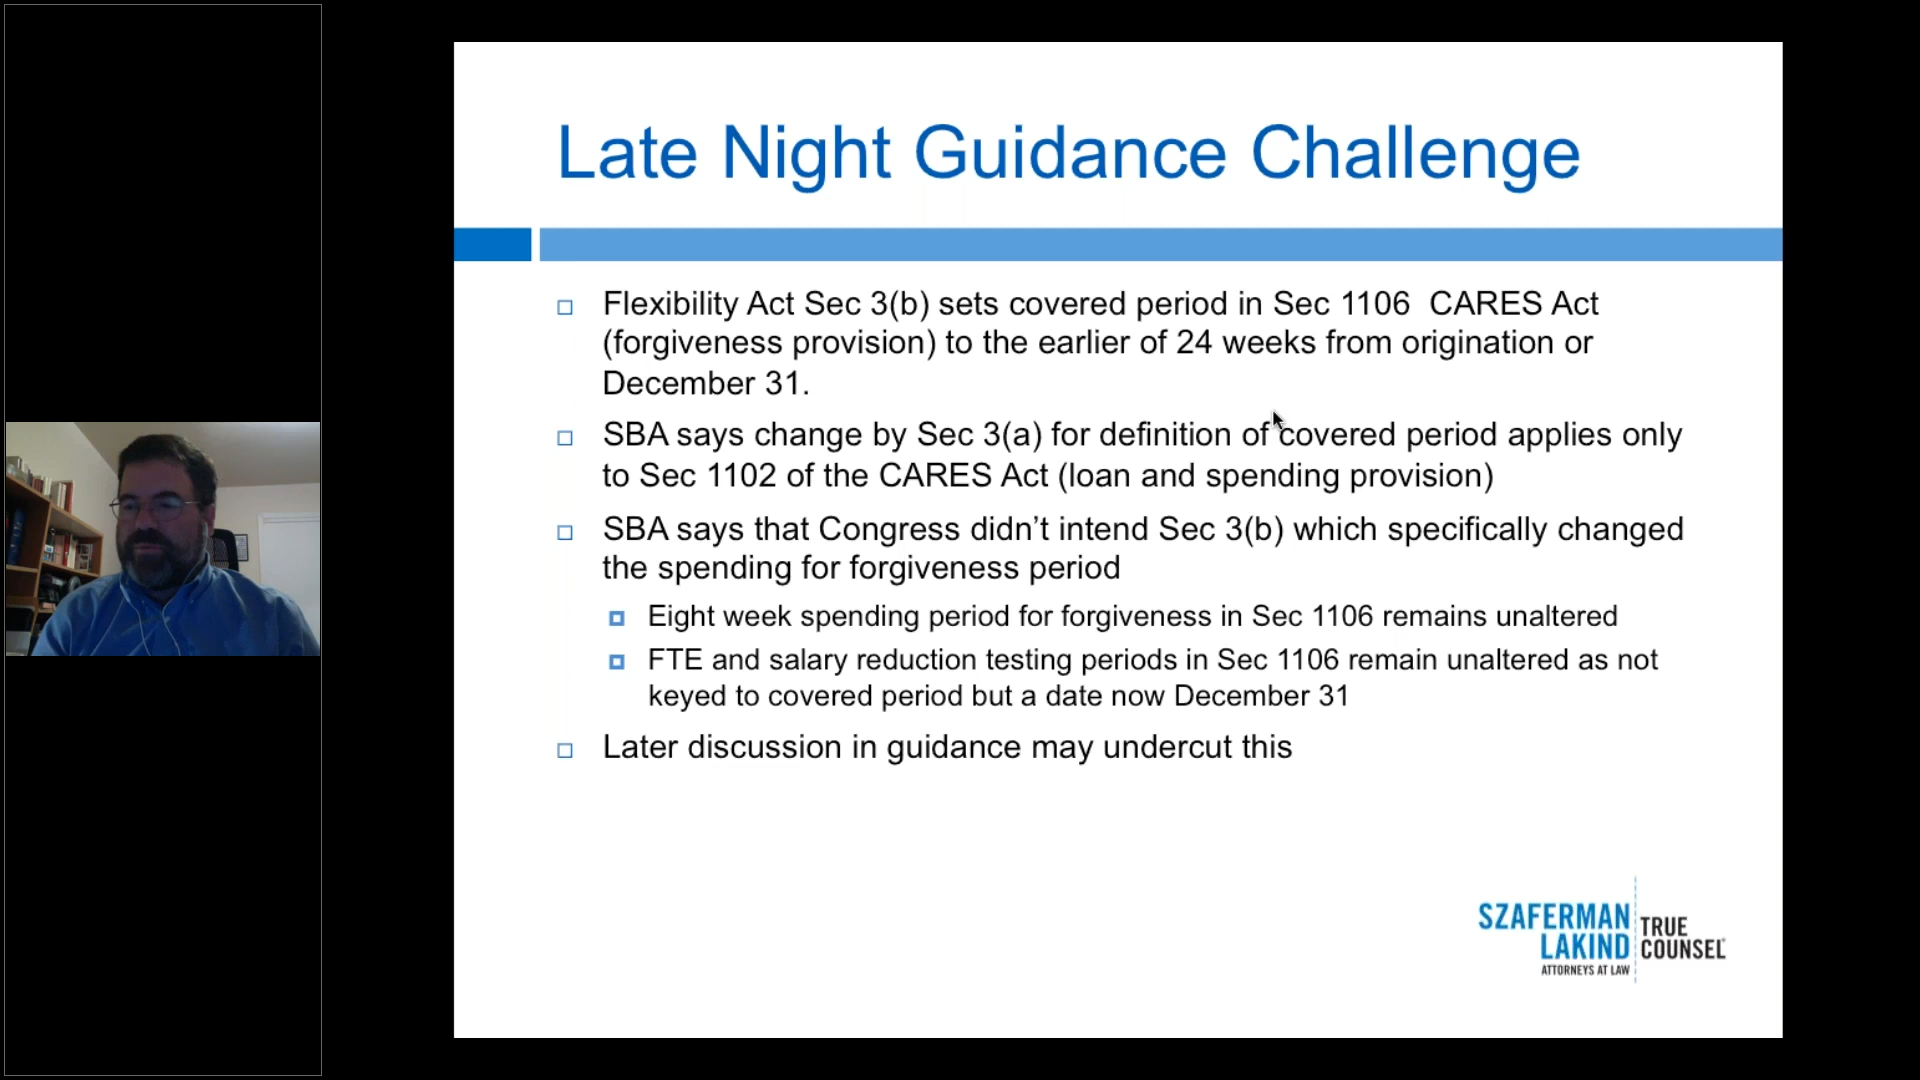 Late Night Guidance Challenge
Flexibility Act Sec 3(b) sets covered period in Sec 1106  CARES Act
(forgiveness provision) to the earlier of 24 weeks from origination or
December 31.
SBA says change by Sec 3(a) for definition of covered period applies only
to Sec 1102 of the CARES Act (loan and spending provision)
SBA says that Congress didn’t intend Sec 3(b) which specifically changed
the spending for forgiveness period
Eight week spending period for forgiveness in Sec 1106 remains unaltered
FTE and salary reduction testing periods in Sec 1106 remain unaltered as not
keyed to covered period but a date now December 31
Later discussion in guidance may undercut this
SZAFERMAN
LAKIND
ATTORNEYS AT LAW
TRUE
COUNSEL